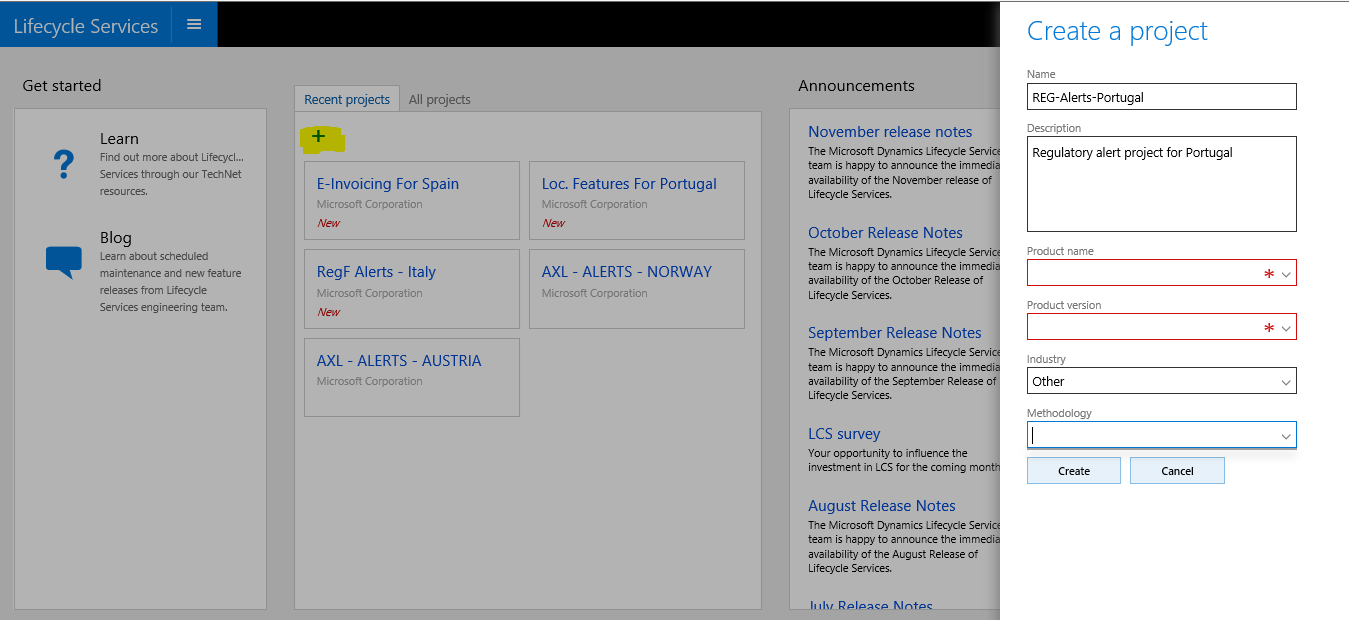 Lifecycle Services
Get started
Learn
Find out more about Lifecycl...
Services through our TechNet
resources.
Blog
Learn about scheduled
maintenance and new feature
releases from Lifecycle
Services engineering team.
Recent projects
All projects
E-Invoicing For Spain
Microsoft Corporation
New
Loc. Features For Portugal
Microsoft Corporation
New
RegF Alerts - Italy
Microsoft Corporation
New
AXL - ALERTS - NORWAY
Microsoft Corporation
AXL - ALERTS - AUSTRIA
Microsoft Corporation
Announcements
November release notes
The Microsoft Dynamics Lifecycle Service
team is happy to announce the immedia
availability of the November release of
Lifecycle Services.
October Release Notes
The Microsoft Dynamics Lifecycle Service
team is happy to announce the immedia
availability of the October Release of
Lifecycle Services.
September Release Notes
The Microsoft Dynamics Lifecycle Service
team is happy to announce the immedia
availability of the September Release of
Lifecycle Services.
LCS survey
Your opportunity to influence the
investment in LCS for the coming month
August Release Notes
The Microsoft Dynamics Lifecycle Service
team is happy to announce the immedia
availability of the August Release of
Lifecycle Services.
July Release Notes
Create a project
Name
REG-Alerts-Portugal
Description
Regulatory alert project for Portugal
Product name
*
Product version
*
Industry
Other
Methodology
Create
Cancel